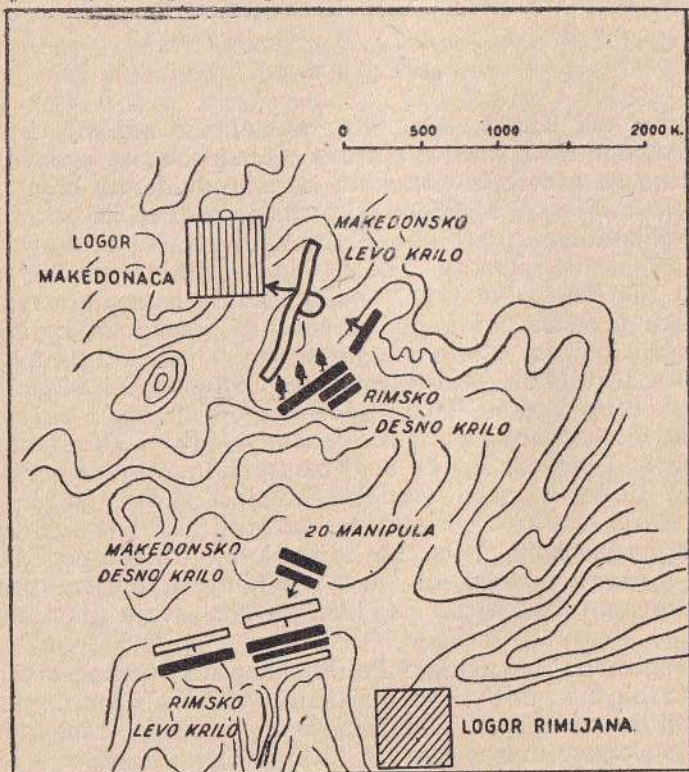 0 500 1000 2000 K.
MAKEDONSKO
LEVO KRILO
LOGOR
MAKEDONACA
RIMSKO
DESNO KRILO
20 MANIPULA
MAKEDONSKO
DESNO KRILO
RIMSKO
LEVO KRILO
LOGOR RIMLJANA.